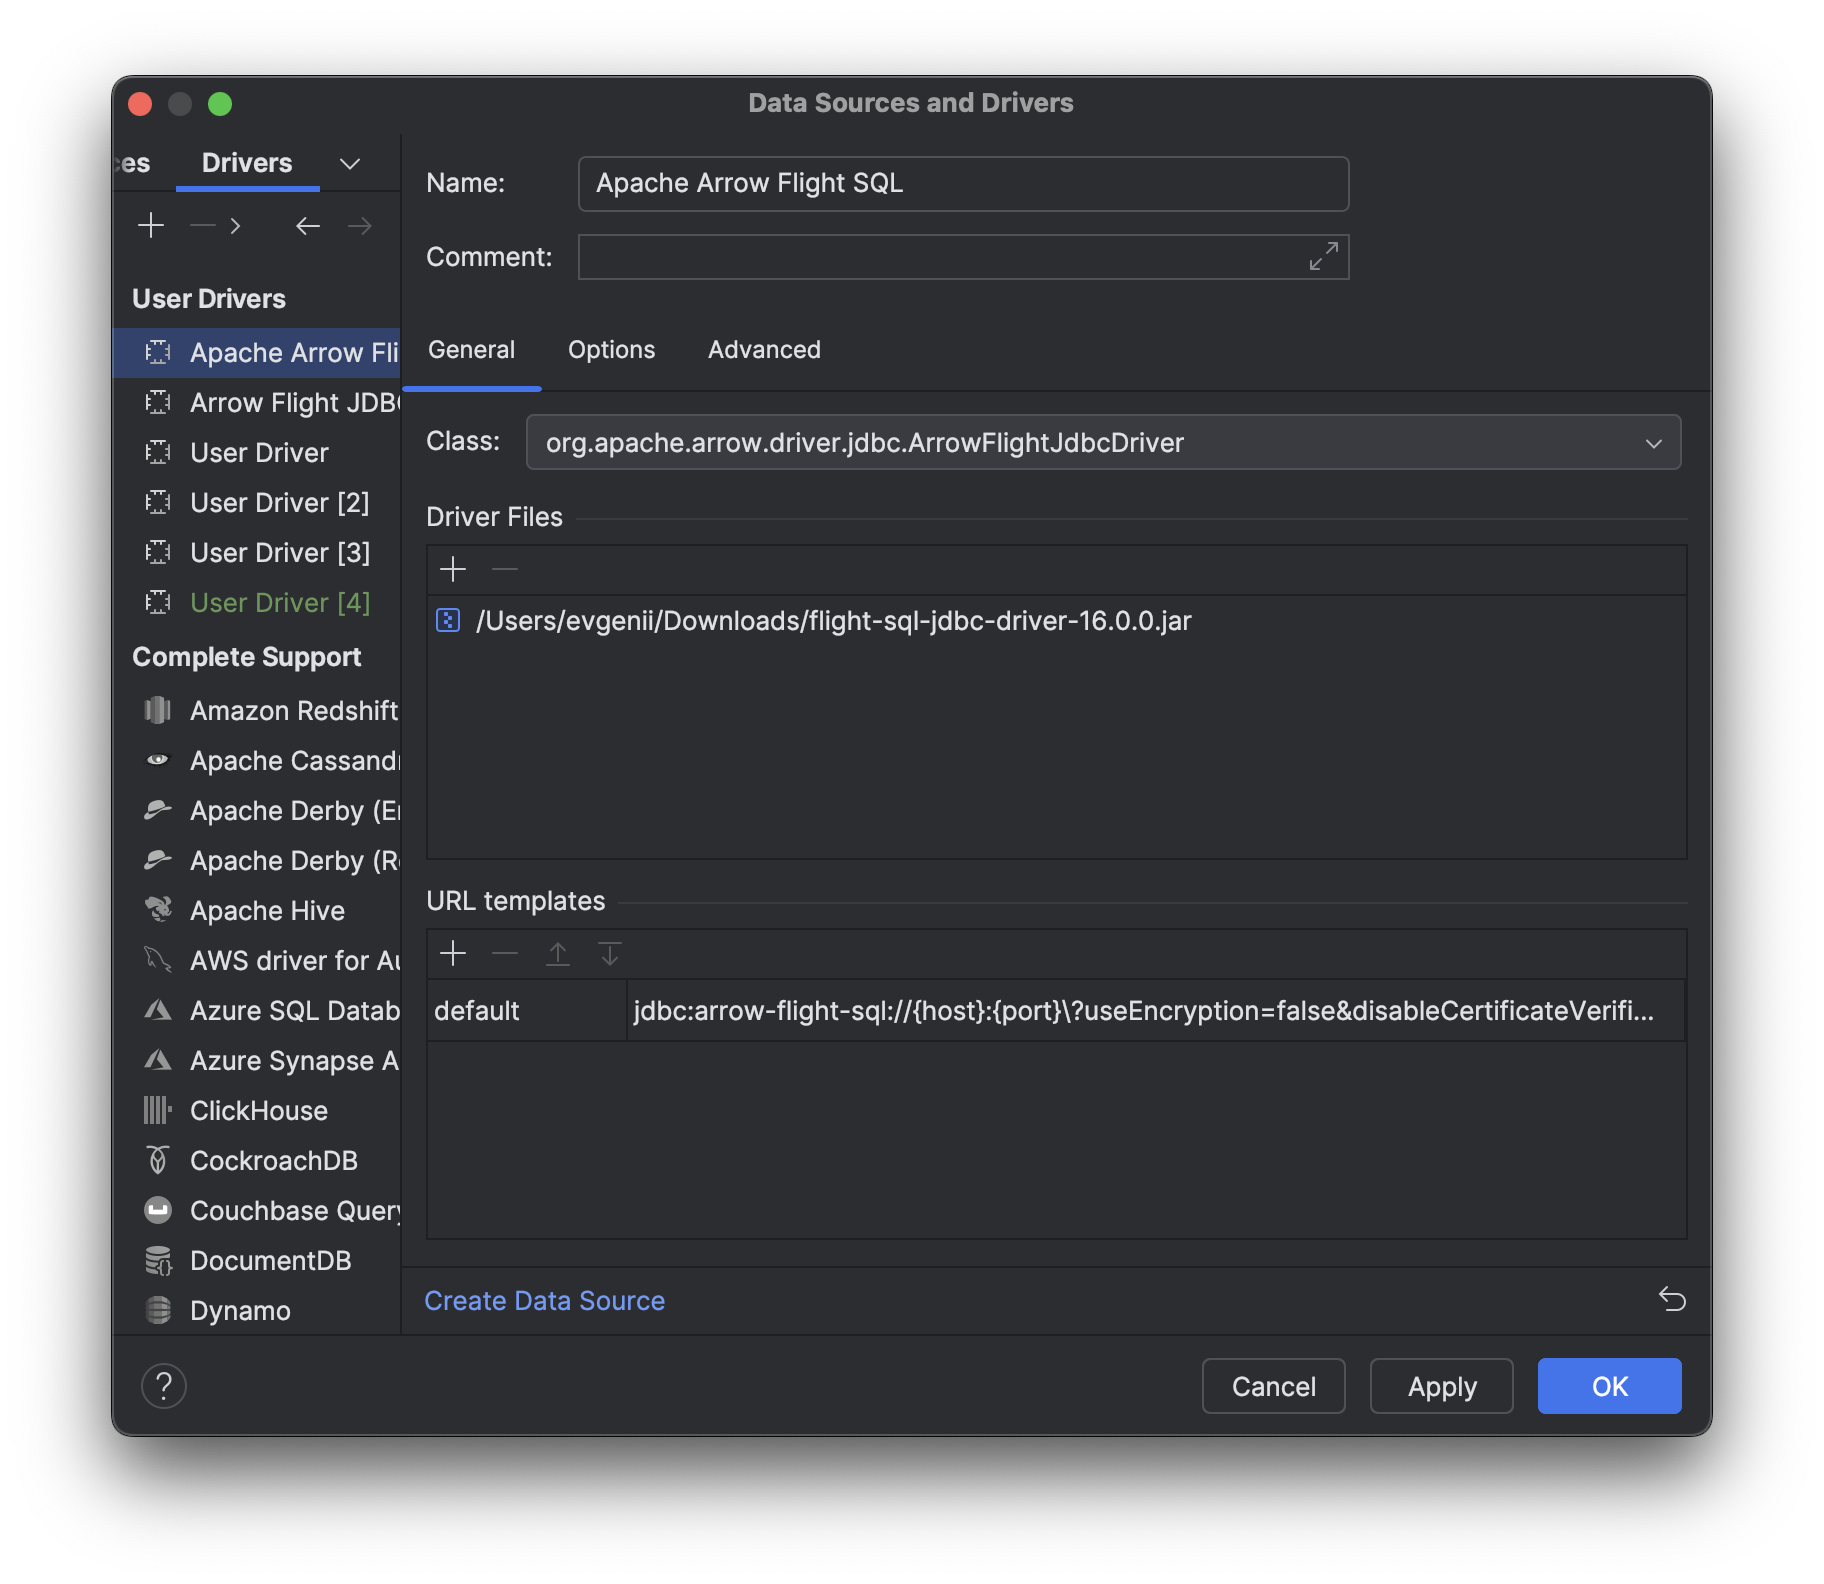 Data Sources and Drivers
Drivers
User Drivers
Apache Arrow Fli
Arrow Flight JDB
User Driver
User Driver [2]
User Driver [3]
User Driver [4]
Complete Support
Amazon Redshift
Apache Cassand
Apache Derby (E
Apache Derby (R
Apache Hive
AWS driver for A
Azure SQL Datab
Azure Synapse A
ClickHouse
CockroachDB
Couchbase Query
DocumentDB
Dynamo
Name: Apache Arrow Flight SQL
Comment:
General Options Advanced
Class: org.apache.arrow.driver.jdbc.ArrowFlightJdbcDriver
Driver Files
/Users/evgenii/Downloads/flight-sql-jdbc-driver-16.0.0.jar
URL templates
default jdbc:arrow-flight-sql://{host}:{port}\?useEncryption=false&disableCertificateVerifi...
Create Data Source
? Cancel Apply OK